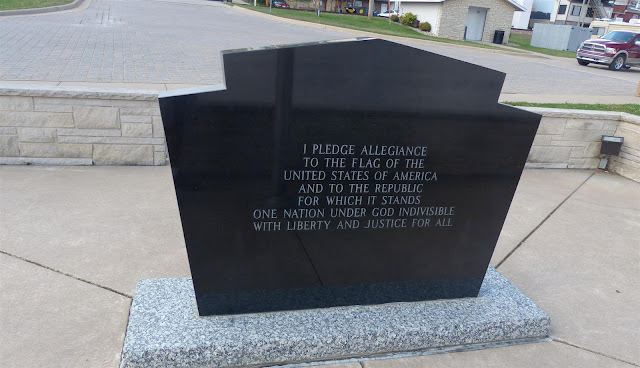 I PLEDGE ALLEGIANCE
TO THE FLAG OF THE
UNITED STATES OF AMERICA
AND TO THE REPUBLIC
FOR WHICH IT STANDS
ONE NATION UNDER GOD INDIVISIBLE
WITH LIBERTY AND JUSTICE FOR ALL